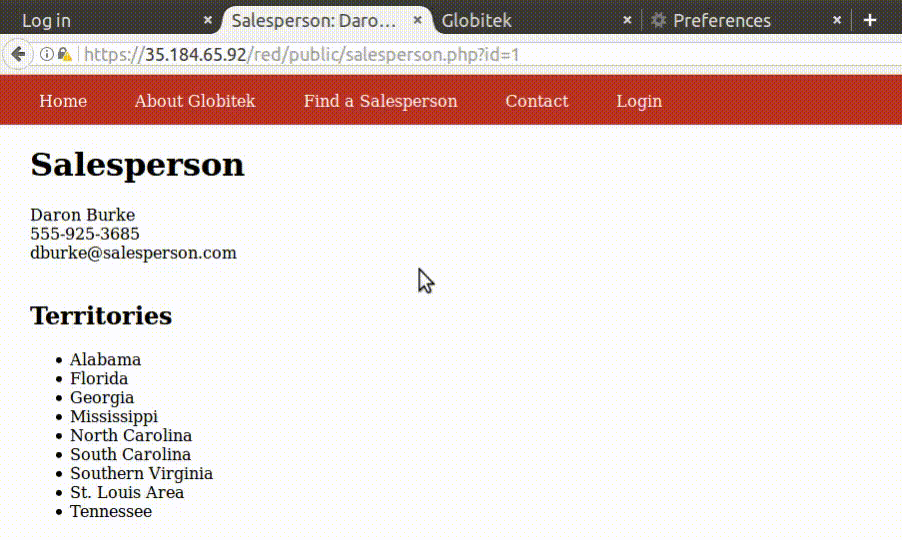 Log in
Salesperson: Daro...
Globitek
Preferences
https://35.184.65.92/red/public/salesperson.php?id=1
Home About Globitek Find a Salesperson Contact Login
Salesperson
Daron Burke
555-925-3685
dburke@salesperson.com
Territories
Alabama
Florida
Georgia
Mississippi
North Carolina
South Carolina
Southern Virginia
St. Louis Area
Tennessee